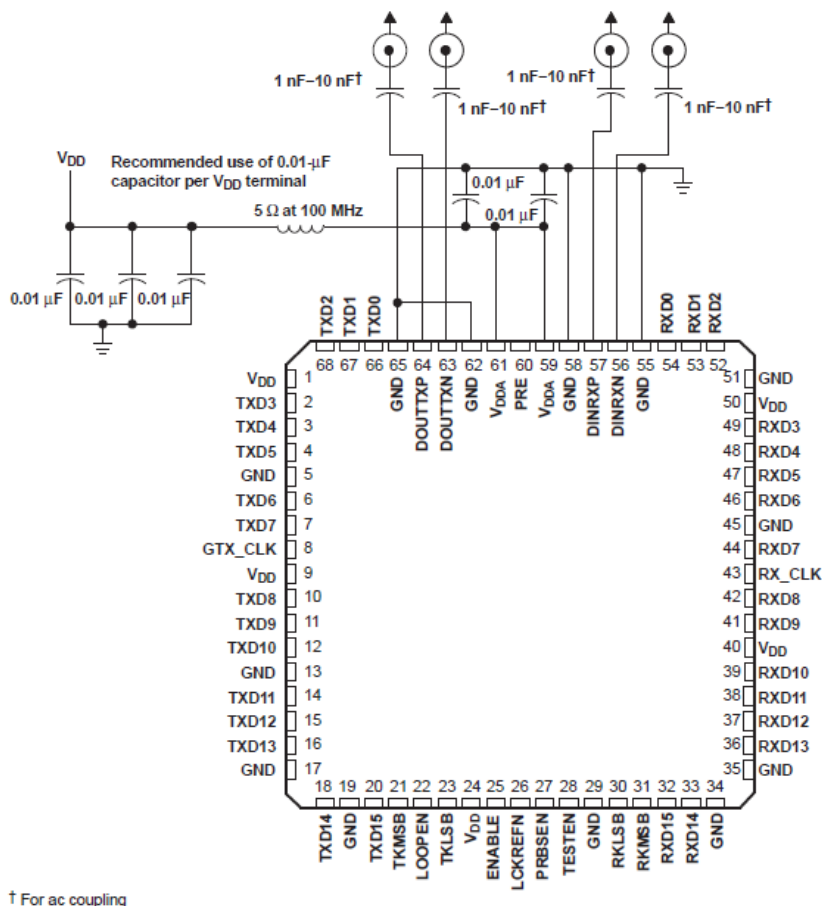 1 nF–10 nF†
1 nF–10 nF†
1 nF–10 nF†
1 nF–10 nF†
VDD
Recommended use of 0.01-μF
capacitor per VDD terminal
5 Ω at 100 MHz
0.01 μF
0.01 μF
0.01 μF
0.01 μF
0.01 μF
TXD2
TXD1
TXD0
RXD0
RXD1
RXD2
68 67 66 65 64 63 62 61 60 59 58 57 56 55 54 53 52
GND
DOUTTXP
DOUTTXN
GND
VDDA
PRE
VDDA
GND
DINRXP
DINRXN
GND
VDD 1
TXD3 2
TXD4 3
TXD5 4
GND 5
TXD6 6
TXD7 7
GTX_CLK 8
VDD 9
TXD8 10
TXD9 11
TXD10 12
GND 13
TXD11 14
TXD12 15
TXD13 16
GND 17
51 GND
50 VDD
49 RXD3
48 RXD4
47 RXD5
46 RXD6
45 GND
44 RXD7
43 RX_CLK
42 RXD8
41 RXD9
40 VDD
39 RXD10
38 RXD11
37 RXD12
36 RXD13
35 GND
18 19 20 21 22 23 24 25 26 27 28 29 30 31 32 33 34
TXD14
GND
TXD15
TKMSB
LOOPEN
TKLSB
VDD
ENABLE
LCKREFN
PRBSEN
TESTEN
GND
RKLSB
RKMSB
RXD15
RXD14
GND
† For ac coupling